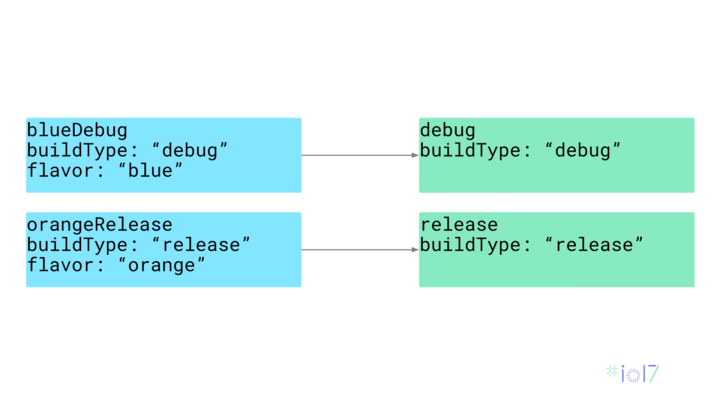 blueDebug
buildType: “debug”
flavor: “blue”
debug
buildType: “debug”
orangeRelease
buildType: “release”
flavor: “orange”
release
buildType: “release”
#io17